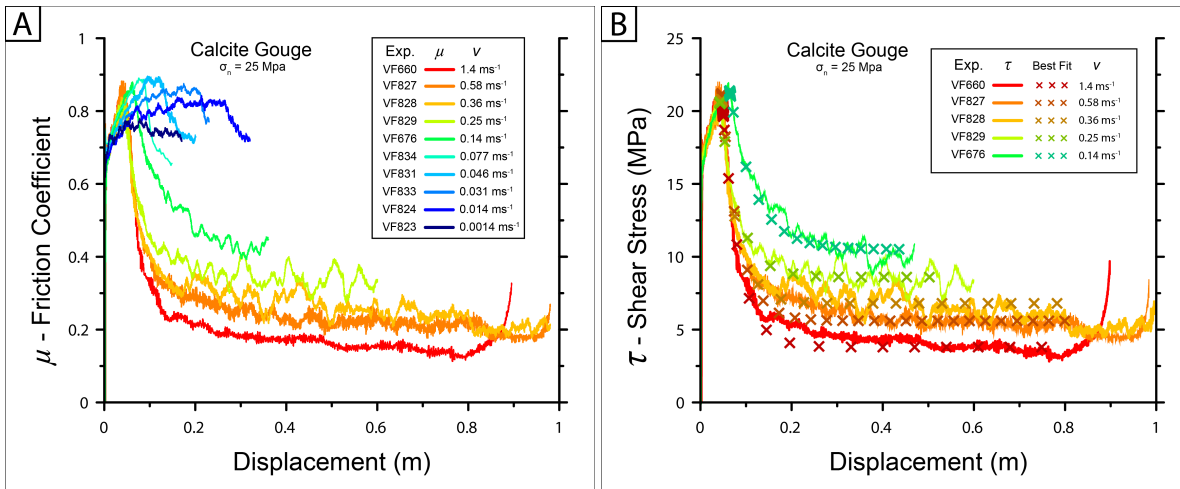 A
Calcite Gouge
σn = 25 Mpa
Exp. μ v
VF660 1.4 ms-1
VF827 0.58 ms-1
VF828 0.36 ms-1
VF829 0.25 ms-1
VF676 0.14 ms-1
VF834 0.077 ms-1
VF831 0.046 ms-1
VF833 0.031 ms-1
VF824 0.014 ms-1
VF823 0.0014 ms-1
μ - Friction Coefficient
1
0.8
0.6
0.4
0.2
0
0 0.2 0.4 0.6 0.8 1
Displacement (m)
B
Calcite Gouge
σn = 25 Mpa
Exp. τ Best Fit v
VF660 1.4 ms-1
VF827 0.58 ms-1
VF828 0.36 ms-1
VF829 0.25 ms-1
VF676 0.14 ms-1
τ - Shear Stress (MPa)
25
20
15
10
5
0
0 0.2 0.4 0.6 0.8 1
Displacement (m)